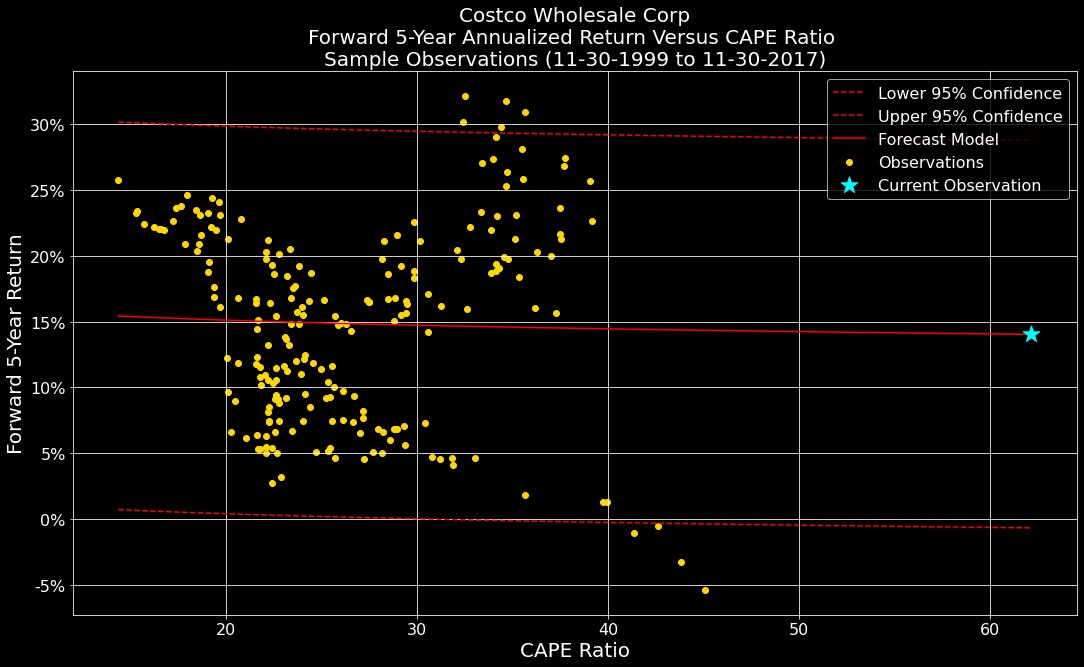 Costco Wholesale Corp
Forward 5-Year Annualized Return Versus CAPE Ratio
Sample Observations (11-30-1999 to 11-30-2017)
Lower 95% Confidence
Upper 95% Confidence
Forecast Model
Observations
Current Observation
Forward 5-Year Return
30%
25%
20%
15%
10%
5%
0%
-5%
20 30 40 50 60
CAPE Ratio